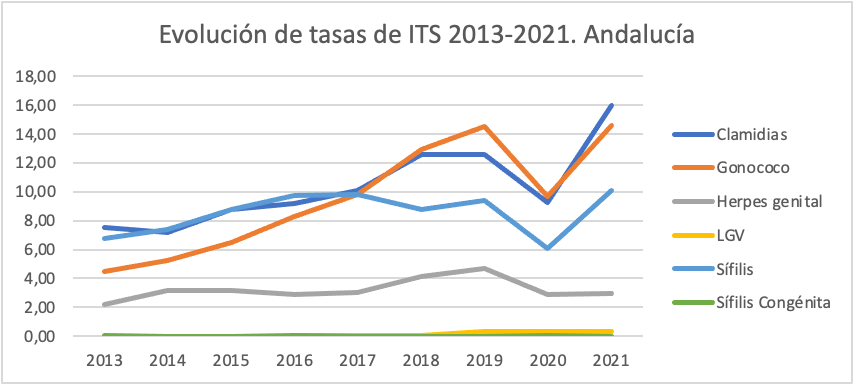 Evolución de tasas de ITS 2013-2021. Andalucía
18,00
16,00
14,00
12,00
10,00
8,00
6,00
4,00
2,00
0,00
2013 2014 2015 2016 2017 2018 2019 2020 2021
Clamidias
Gonococo
Herpes genital
LGV
Sífilis
Sífilis Congénita